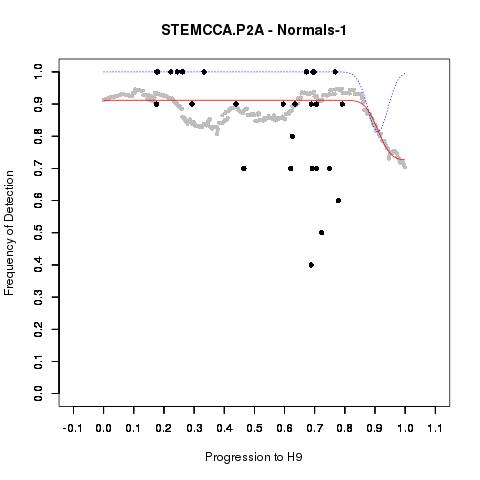 STEMCCA.P2A - Normals-1
Frequency of Detection
1.0
0.9
0.8
0.7
0.6
0.5
0.4
0.3
0.2
0.1
0.0
-0.1 0.0 0.1 0.2 0.3 0.4 0.5 0.6 0.7 0.8 0.9 1.0 1.1
Progression to H9